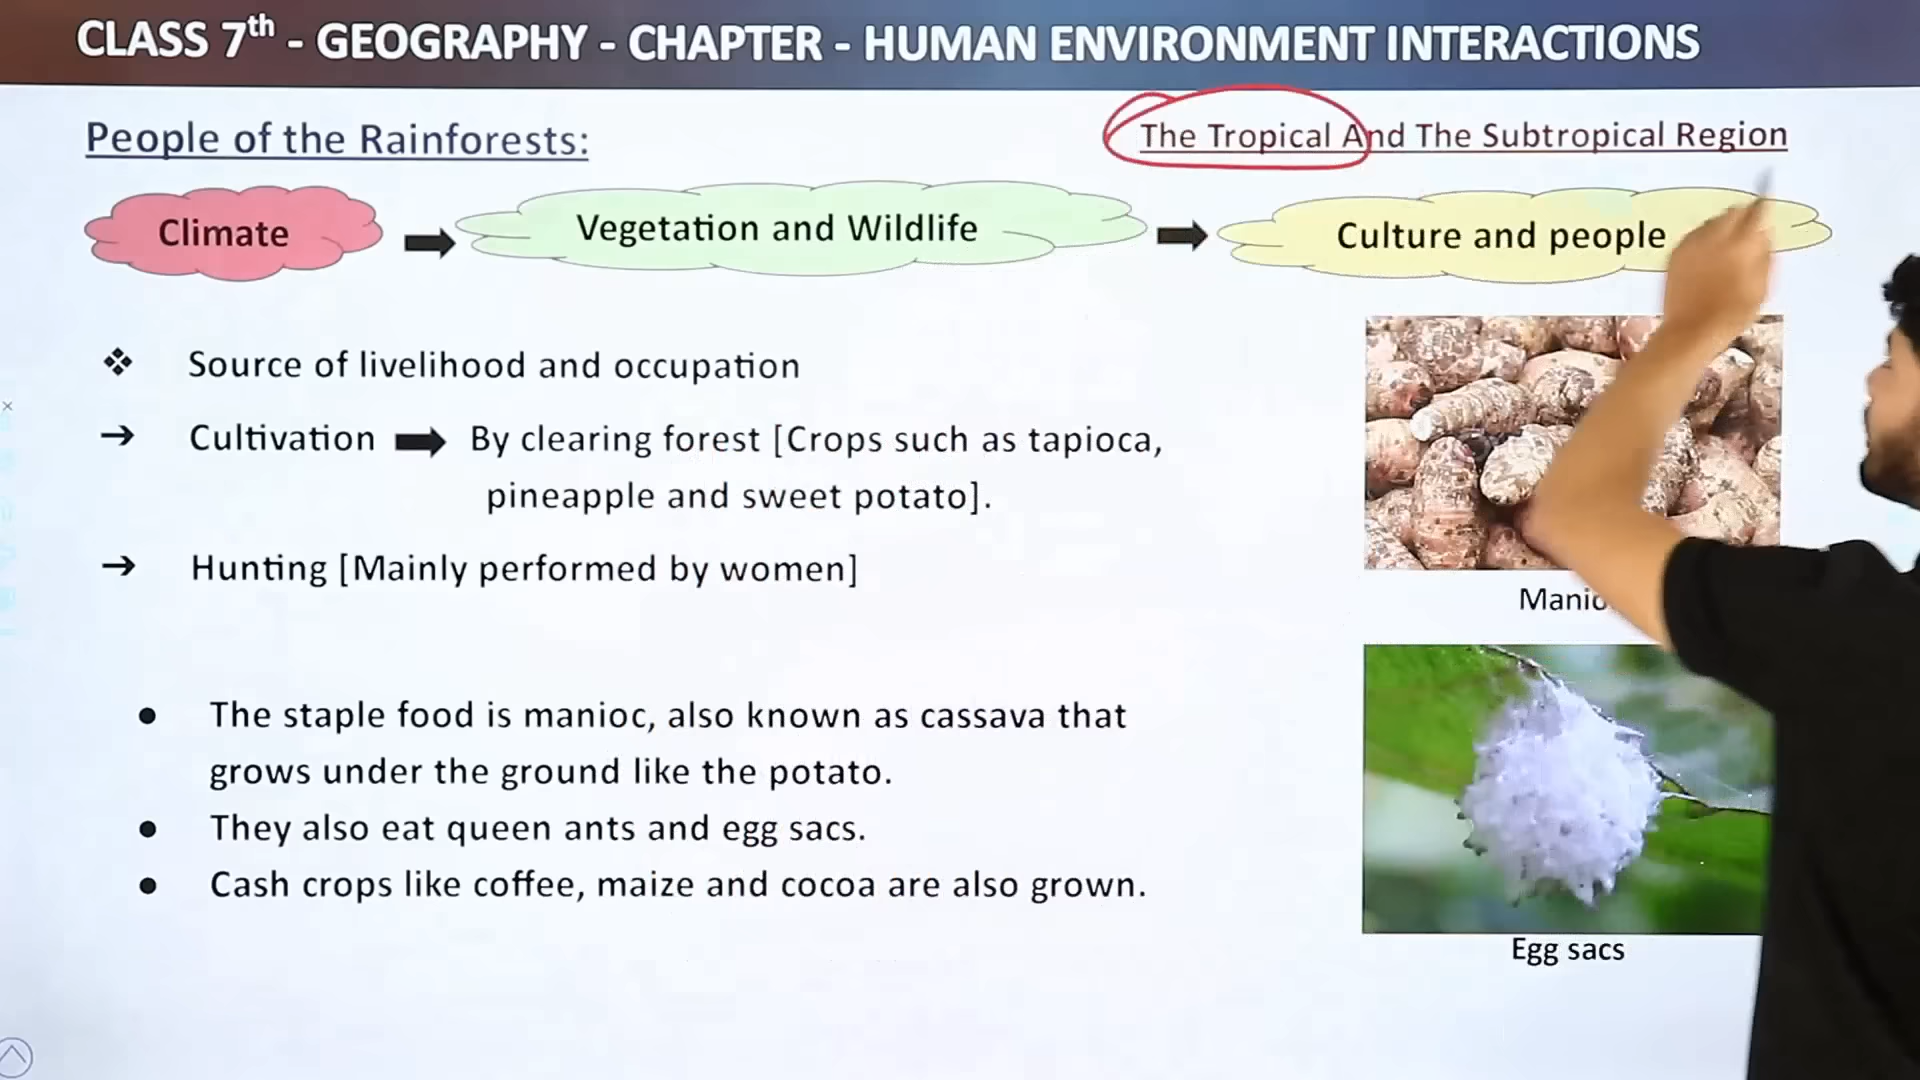 CLASS 7th - GEOGRAPHY - CHAPTER - HUMAN ENVIRONMENT INTERACTIONS
People of the Rainforests:
The Tropical And The Subtropical Region
Climate
Vegetation and Wildlife
Culture and people
Source of livelihood and occupation
Cultivation
By clearing forest [Crops such as tapioca,
pineapple and sweet potato].
Hunting [Mainly performed by women]
The staple food is manioc, also known as cassava that
grows under the ground like the potato.
They also eat queen ants and egg sacs.
Cash crops like coffee, maize and cocoa are also grown.
Egg sacs